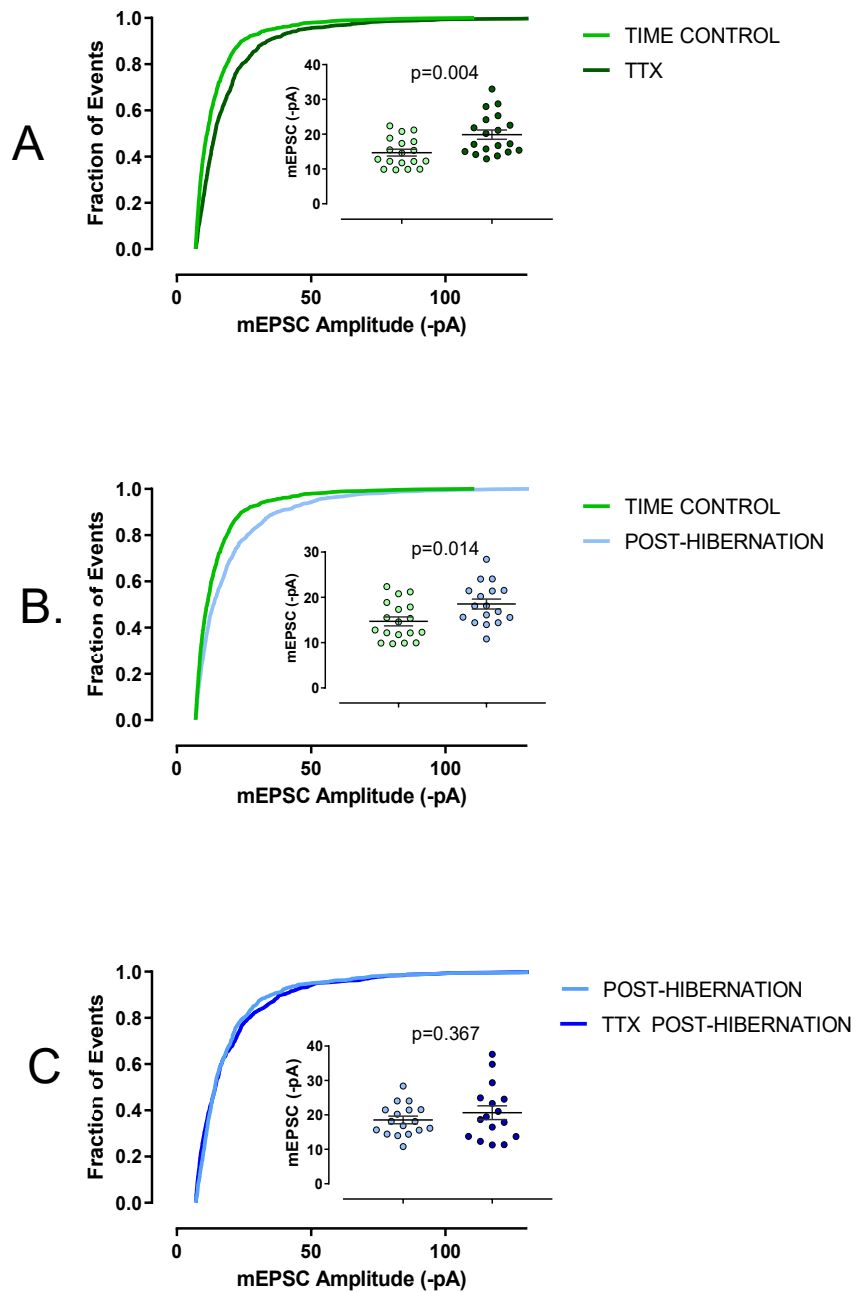 A
Fraction of Events
1.0
0.8
0.6
0.4
0.2
0.0
0
50
100
mEPSC Amplitude (-pA)
TIME CONTROL
TTX
p=0.004
mEPSC (-pA)
40
30
20
10
0
B.
Fraction of Events
1.0
0.8
0.6
0.4
0.2
0.0
0
50
100
mEPSC Amplitude (-pA)
TIME CONTROL
POST-HIBERNATION
p=0.014
mEPSC (-pA)
30
20
10
0
C
Fraction of Events
1.0
0.8
0.6
0.4
0.2
0.0
0
50
100
mEPSC Amplitude (-pA)
POST-HIBERNATION
TTX POST-HIBERNATION
p=0.367
mEPSC (-pA)
40
30
20
10
0